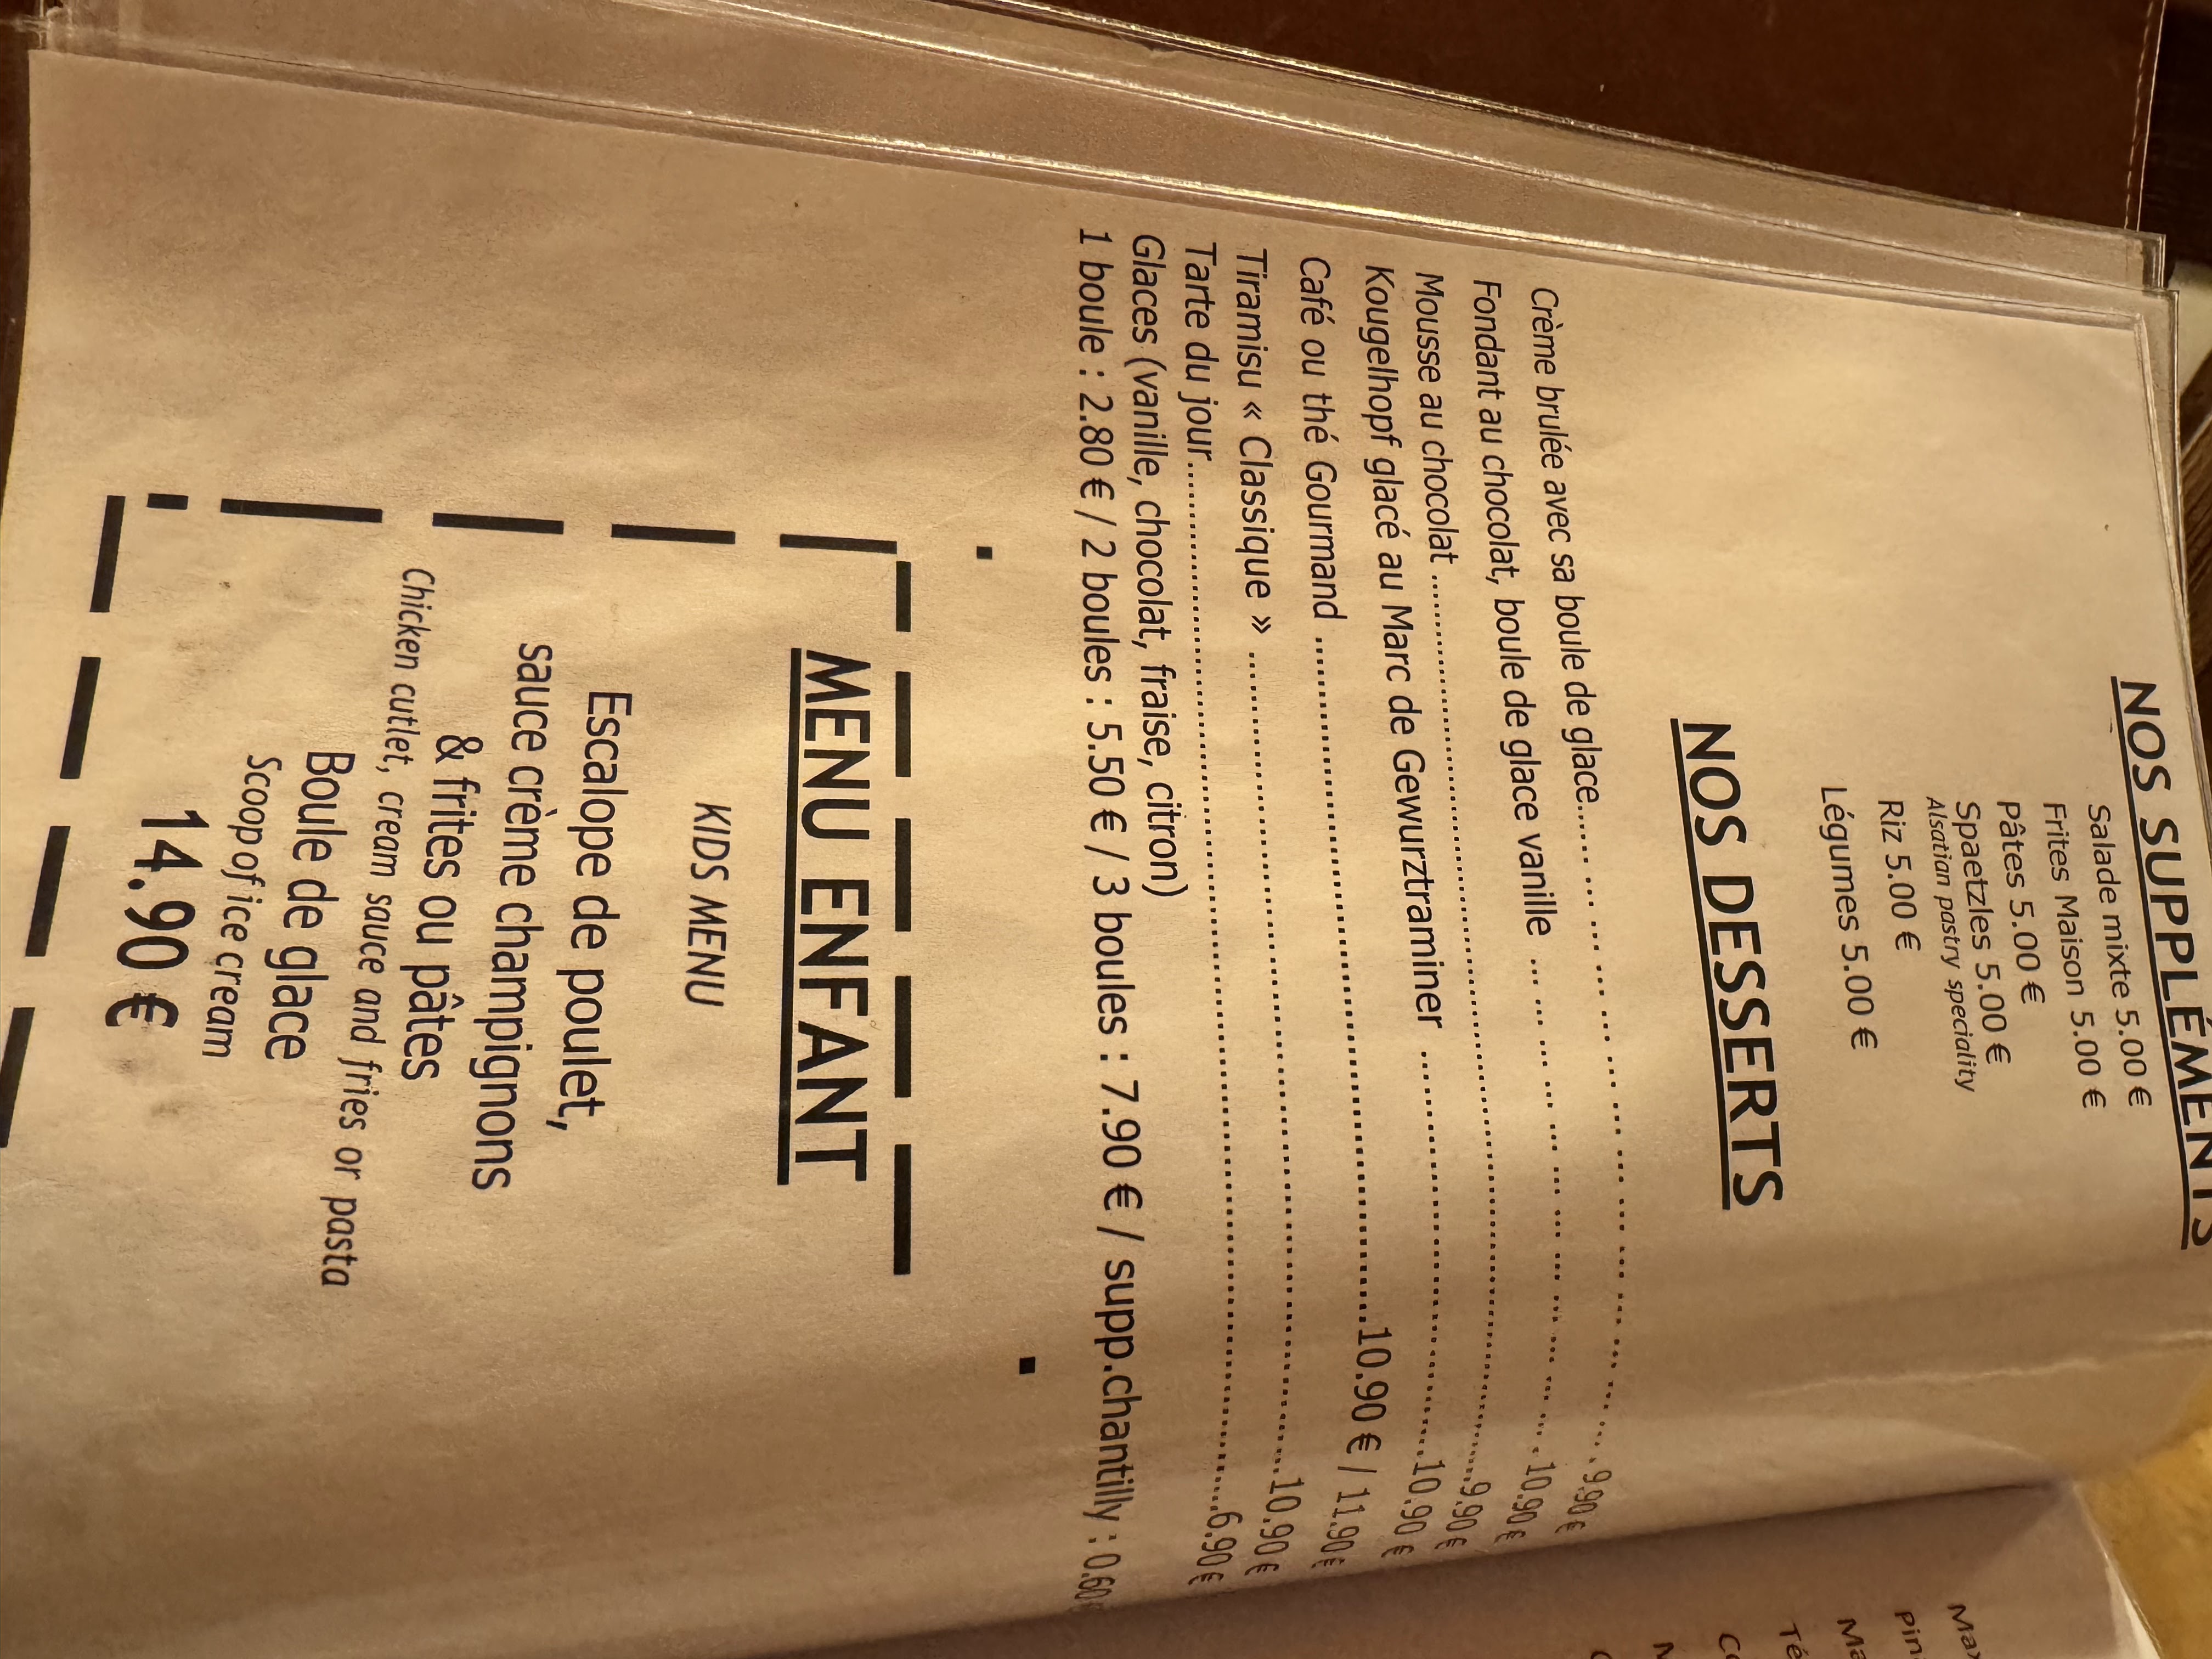 NOS SUPPLÉMENTS
Salade mixte 5.00 €
Frites Maison 5.00 €
Pâtes 5.00 €
Spaetzles 5.00 €
Alsatian pastry speciality
Riz 5.00 €
Légumes 5.00 €
NOS DESSERTS
Crème brulée avec sa boule de glace........................................9.90 €
Fondant au chocolat, boule de glace vanille ........................................10.90 €
Mousse au chocolat ........................................9.90 €
Kougelhopf glacé au Marc de Gewurztraminer ........................................10.90 €
Café ou thé Gourmand ........................................10.90 € / 11.90 €
Tiramisu « Classique » ........................................10.90 €
Tarte du jour........................................6.90 €
Glaces (vanille, chocolat, fraise, citron)
1 boule : 2.80 € / 2 boules : 5.50 € / 3 boules : 7.90 € / supp.chantilly : 0.60
MENU ENFANT
KIDS MENU
Escalope de poulet,
sauce crème champignons
& frites ou pâtes
Chicken cutlet, cream sauce and fries or pasta
Boule de glace
Scoop of ice cream
14.90 €